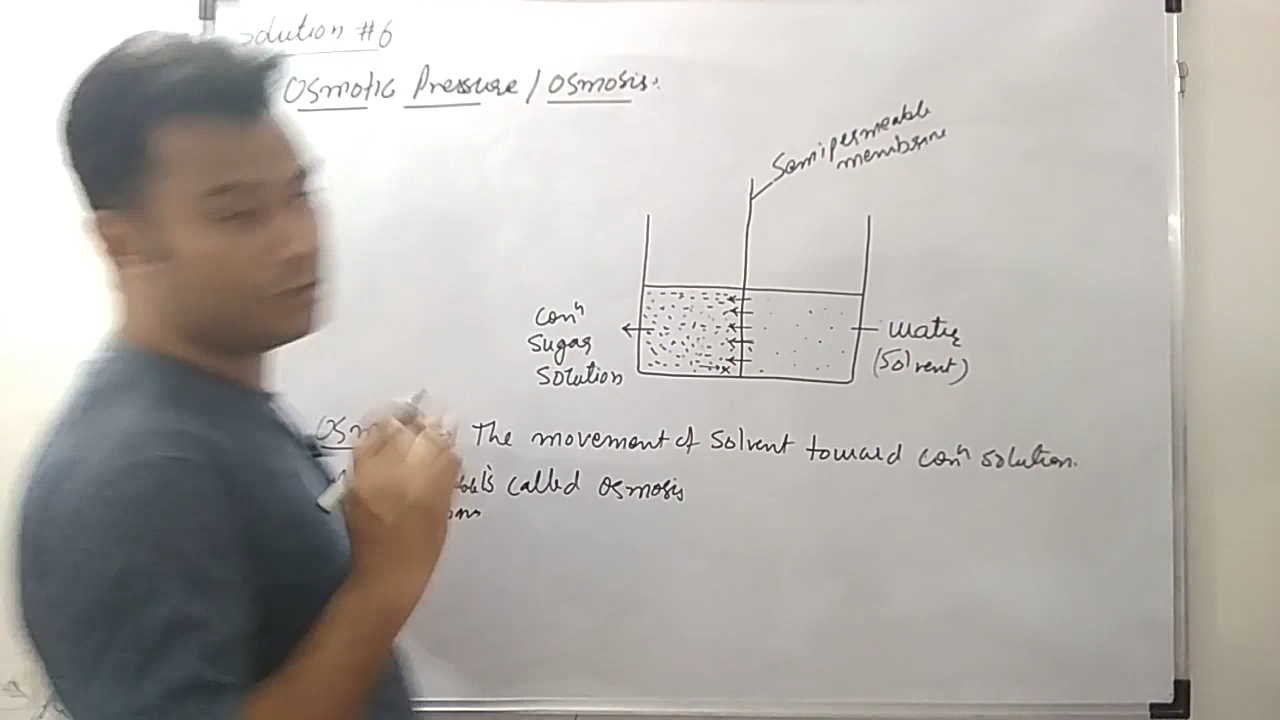 Solution #6
Osmotic Pressure / Osmosis.
Semipermeable
membrane
conⁿ
sugar
solution
water
(solvent)
x
The movement of solvent toward conⁿ solution.
is called osmosis